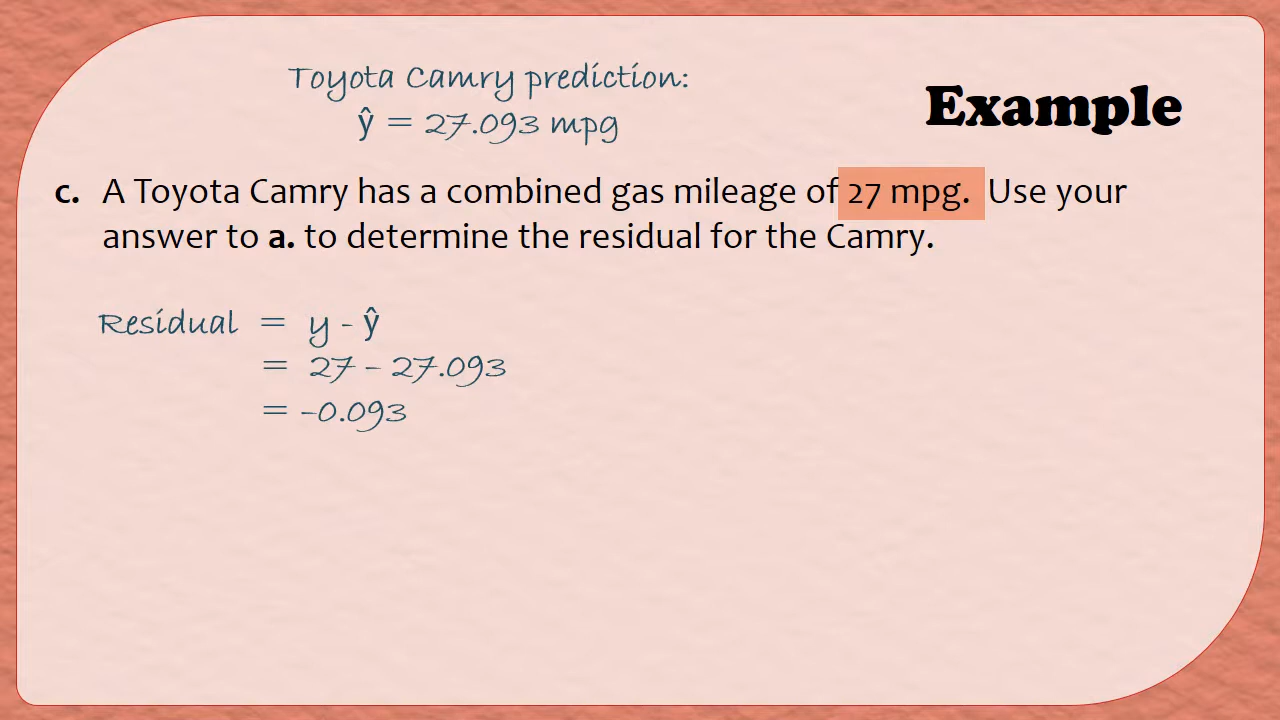 Toyota Camry prediction:
ŷ = 27.093 mpg
Example
c. A Toyota Camry has a combined gas mileage of 27 mpg. Use your
answer to a. to determine the residual for the Camry.
Residual = y - ŷ
= 27 - 27.093
= -0.093